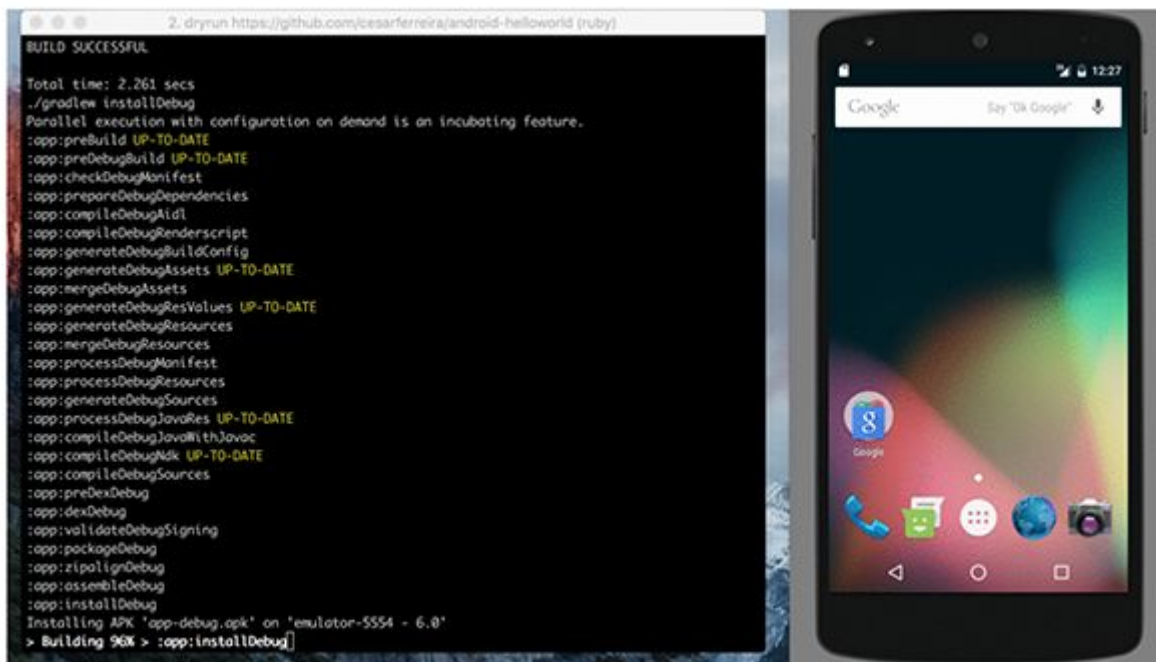 2. dryrun https://github.com/cesarferreira/android-helloworld (ruby)
BUILD SUCCESSFUL
Total time: 2.261 secs
./gradlew installDebug
Parallel execution with configuration on demand is an incubating feature.
:app:preBuild UP-TO-DATE
:app:preDebugBuild UP-TO-DATE
:app:checkDebugManifest
:app:prepareDebugDependencies
:app:compileDebugAidl
:app:compileDebugRenderscript
:app:generateDebugBuildConfig
:app:generateDebugAssets UP-TO-DATE
:app:mergeDebugAssets
:app:generateDebugResValues UP-TO-DATE
:app:generateDebugResources
:app:mergeDebugResources
:app:processDebugManifest
:app:processDebugResources
:app:generateDebugSources
:app:processDebugJavaRes UP-TO-DATE
:app:compileDebugJavaWithJavac
:app:compileDebugNdk UP-TO-DATE
:app:compileDebugSources
:app:preDexDebug
:app:dexDebug
:app:validateDebugSigning
:app:packageDebug
:app:zipalignDebug
:app:assembleDebug
:app:installDebug
Installing APK 'app-debug.apk' on 'emulator-5554 - 6.0'
> Building 96% > :app:installDebug
12:27
Google Say "Ok Google"
g
Google